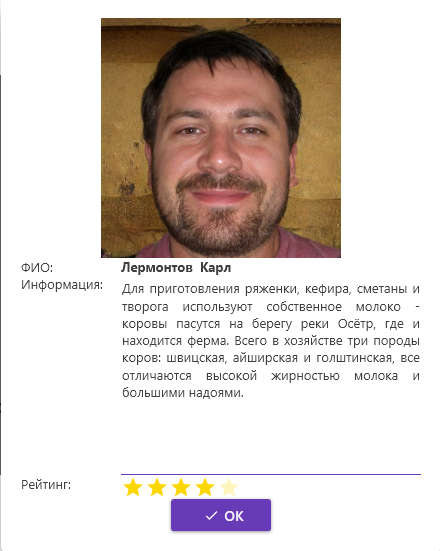 ФИО: Лермонтов Карл
Информация:
Для приготовления ряженки, кефира, сметаны и
творога используют собственное молоко -
коровы пасутся на берегу реки Осётр, где и
находится ферма. Всего в хозяйстве три породы
коров: швицская, айширская и голштинская, все
отличаются высокой жирностью молока и
большими надоями.
Рейтинг:
OK